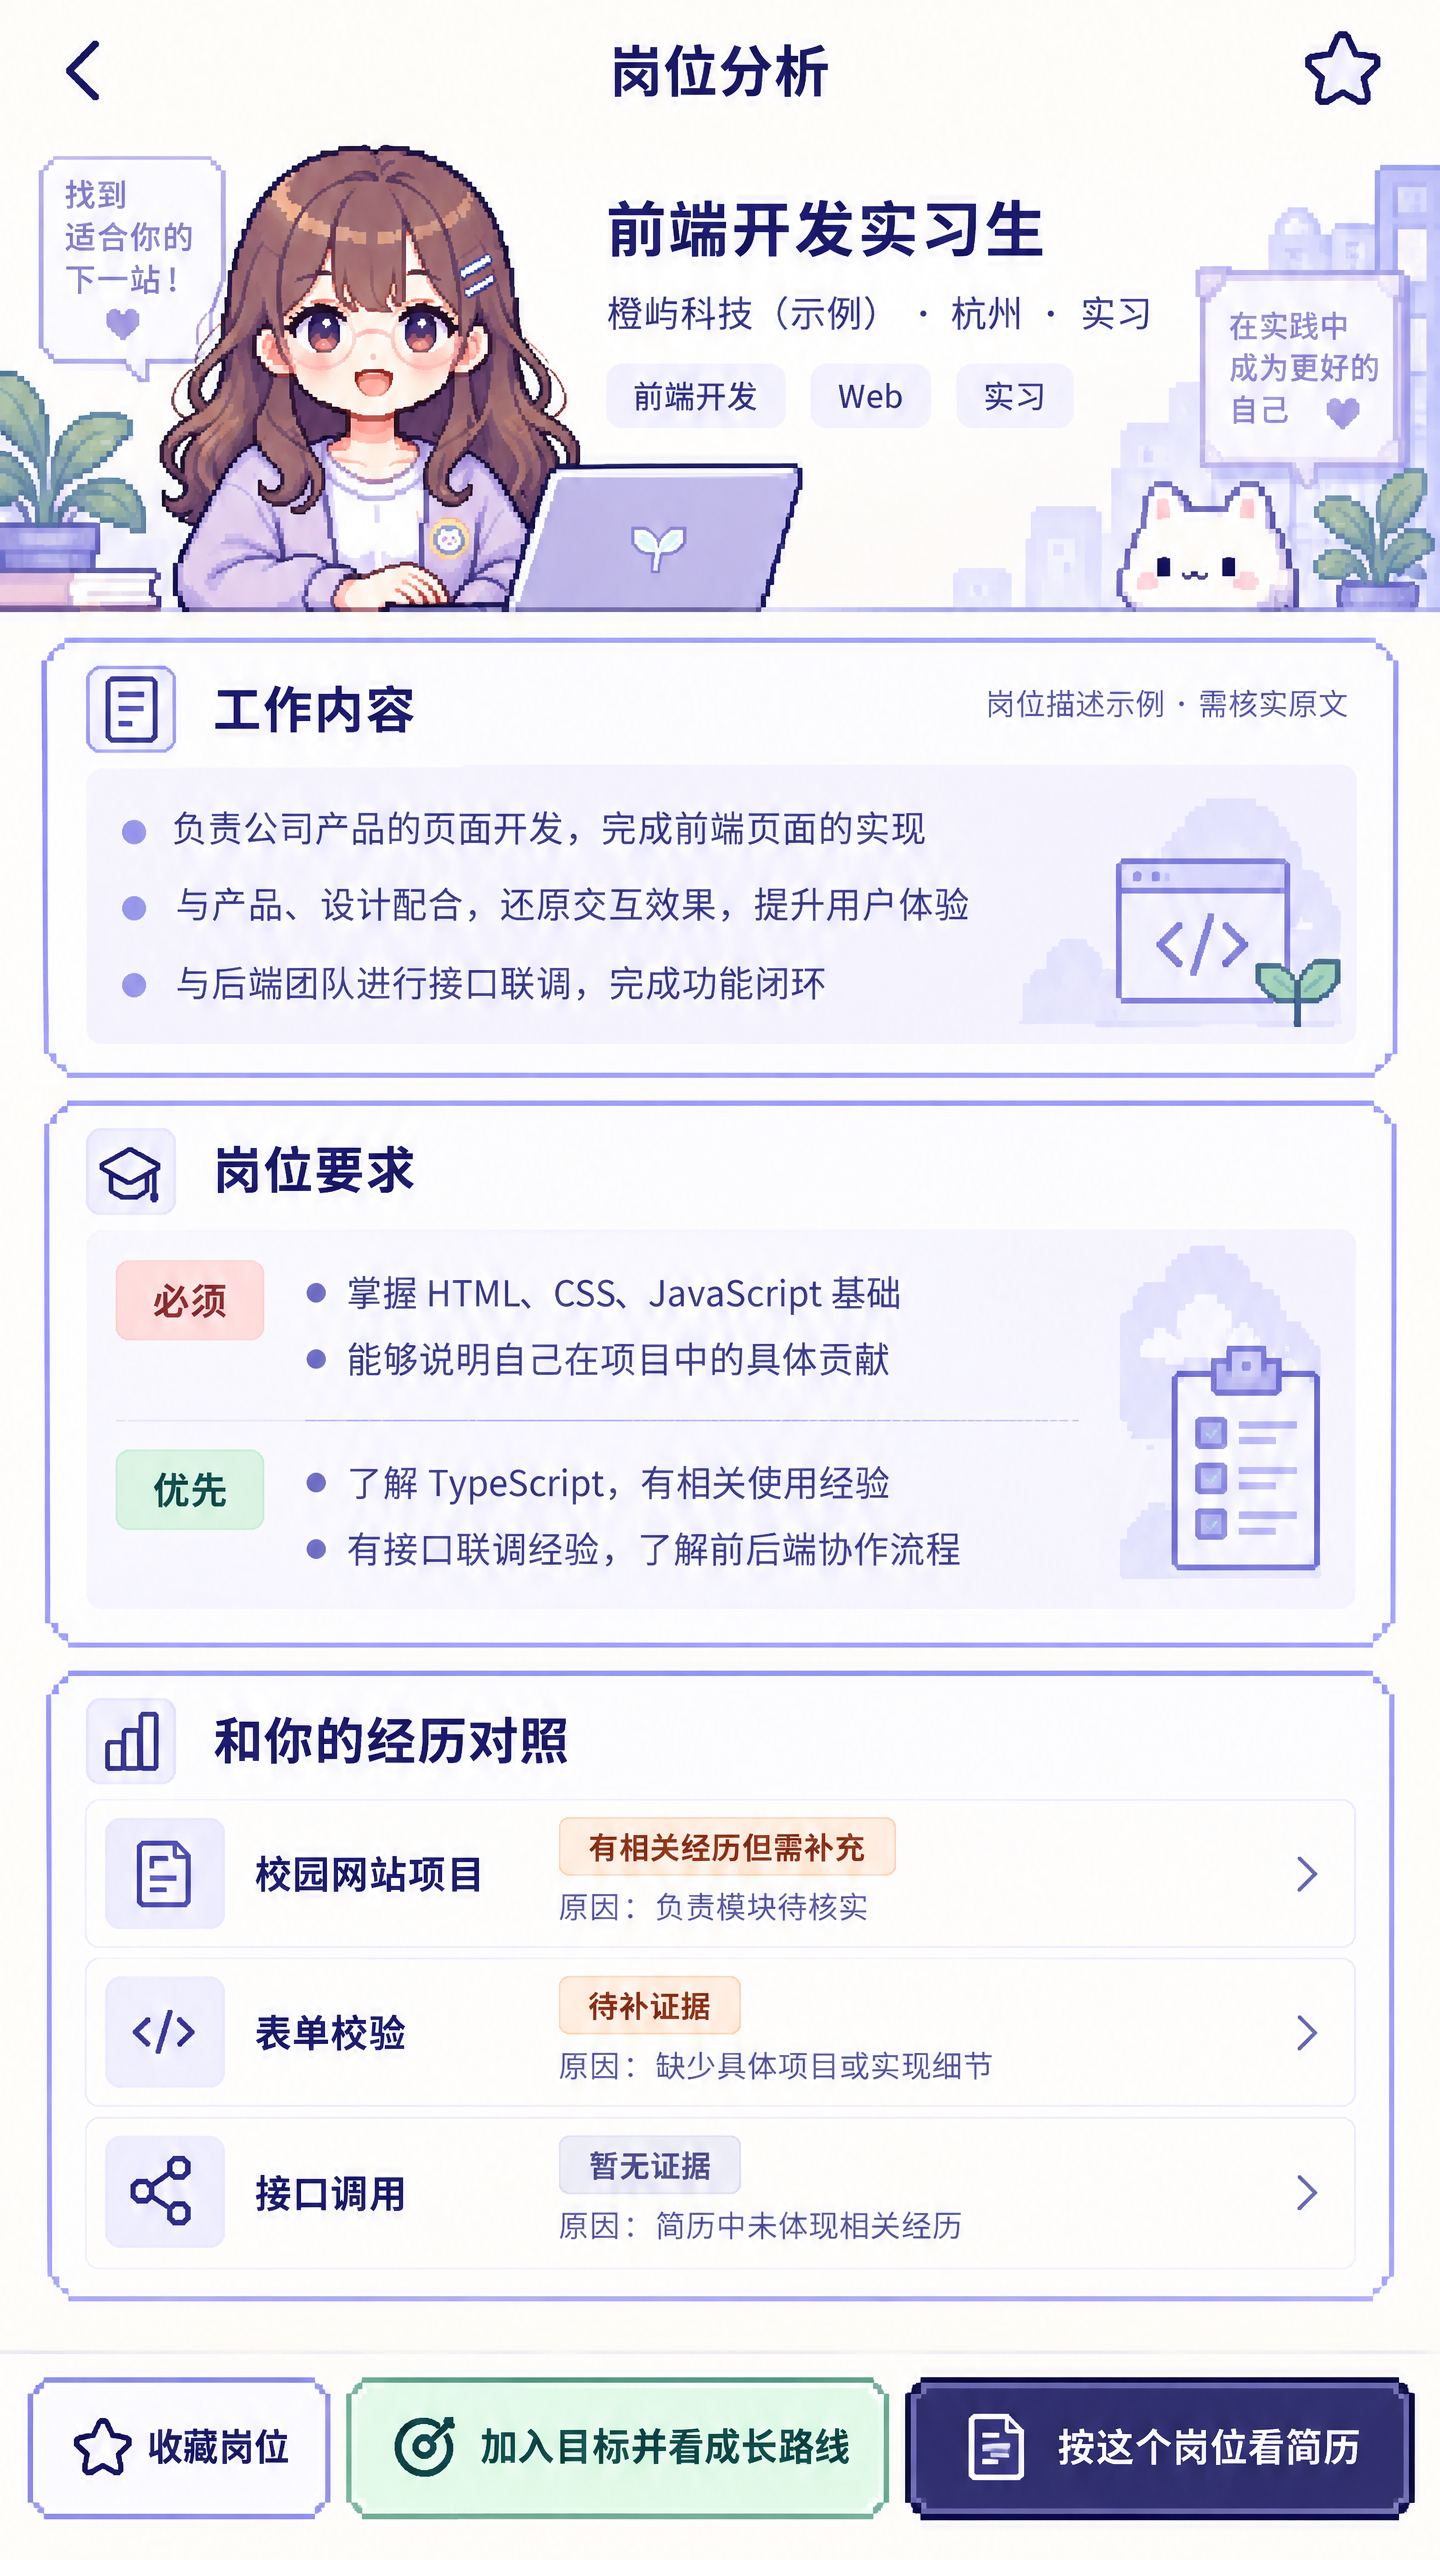 岗位分析
找到
适合你的
下一站！
前端开发实习生
橙屿科技（示例） · 杭州 · 实习
前端开发 Web 实习
在实践中
成为更好的
自己
工作内容
岗位描述示例 · 需核实原文
负责公司产品的页面开发，完成前端页面的实现
与产品、设计配合，还原交互效果，提升用户体验
与后端团队进行接口联调，完成功能闭环
</>
岗位要求
必须
掌握 HTML、CSS、JavaScript 基础
能够说明自己在项目中的具体贡献
优先
了解 TypeScript，有相关使用经验
有接口联调经验，了解前后端协作流程
和你的经历对照
校园网站项目
有相关经历但需补充
原因：负责模块待核实
</>
表单校验
待补证据
原因：缺少具体项目或实现细节
接口调用
暂无证据
原因：简历中未体现相关经历
收藏岗位
加入目标并看成长路线
按这个岗位看简历